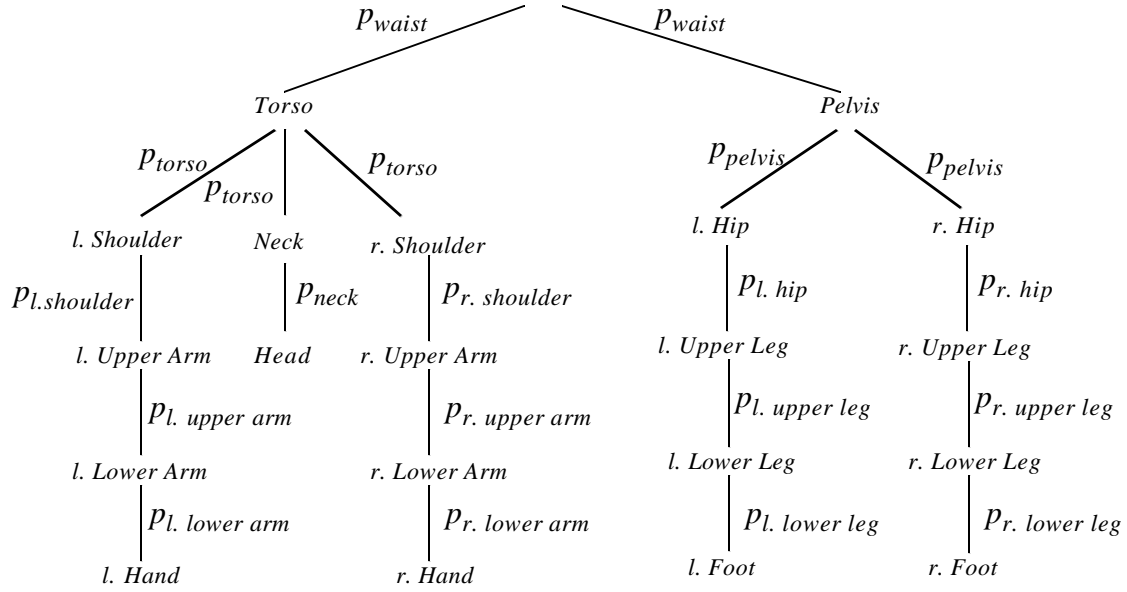 p_waist p_waist
Torso Pelvis
p_torso p_torso p_pelvis p_pelvis
p_torso
l. Shoulder Neck r. Shoulder l. Hip r. Hip
p_l.shoulder p_neck p_r. shoulder p_l. hip p_r. hip
l. Upper Arm Head r. Upper Arm l. Upper Leg r. Upper Leg
p_l. upper arm p_r. upper arm p_l. upper leg p_r. upper leg
l. Lower Arm r. Lower Arm l. Lower Leg r. Lower Leg
p_l. lower arm p_r. lower arm p_l. lower leg p_r. lower leg
l. Hand r. Hand l. Foot r. Foot